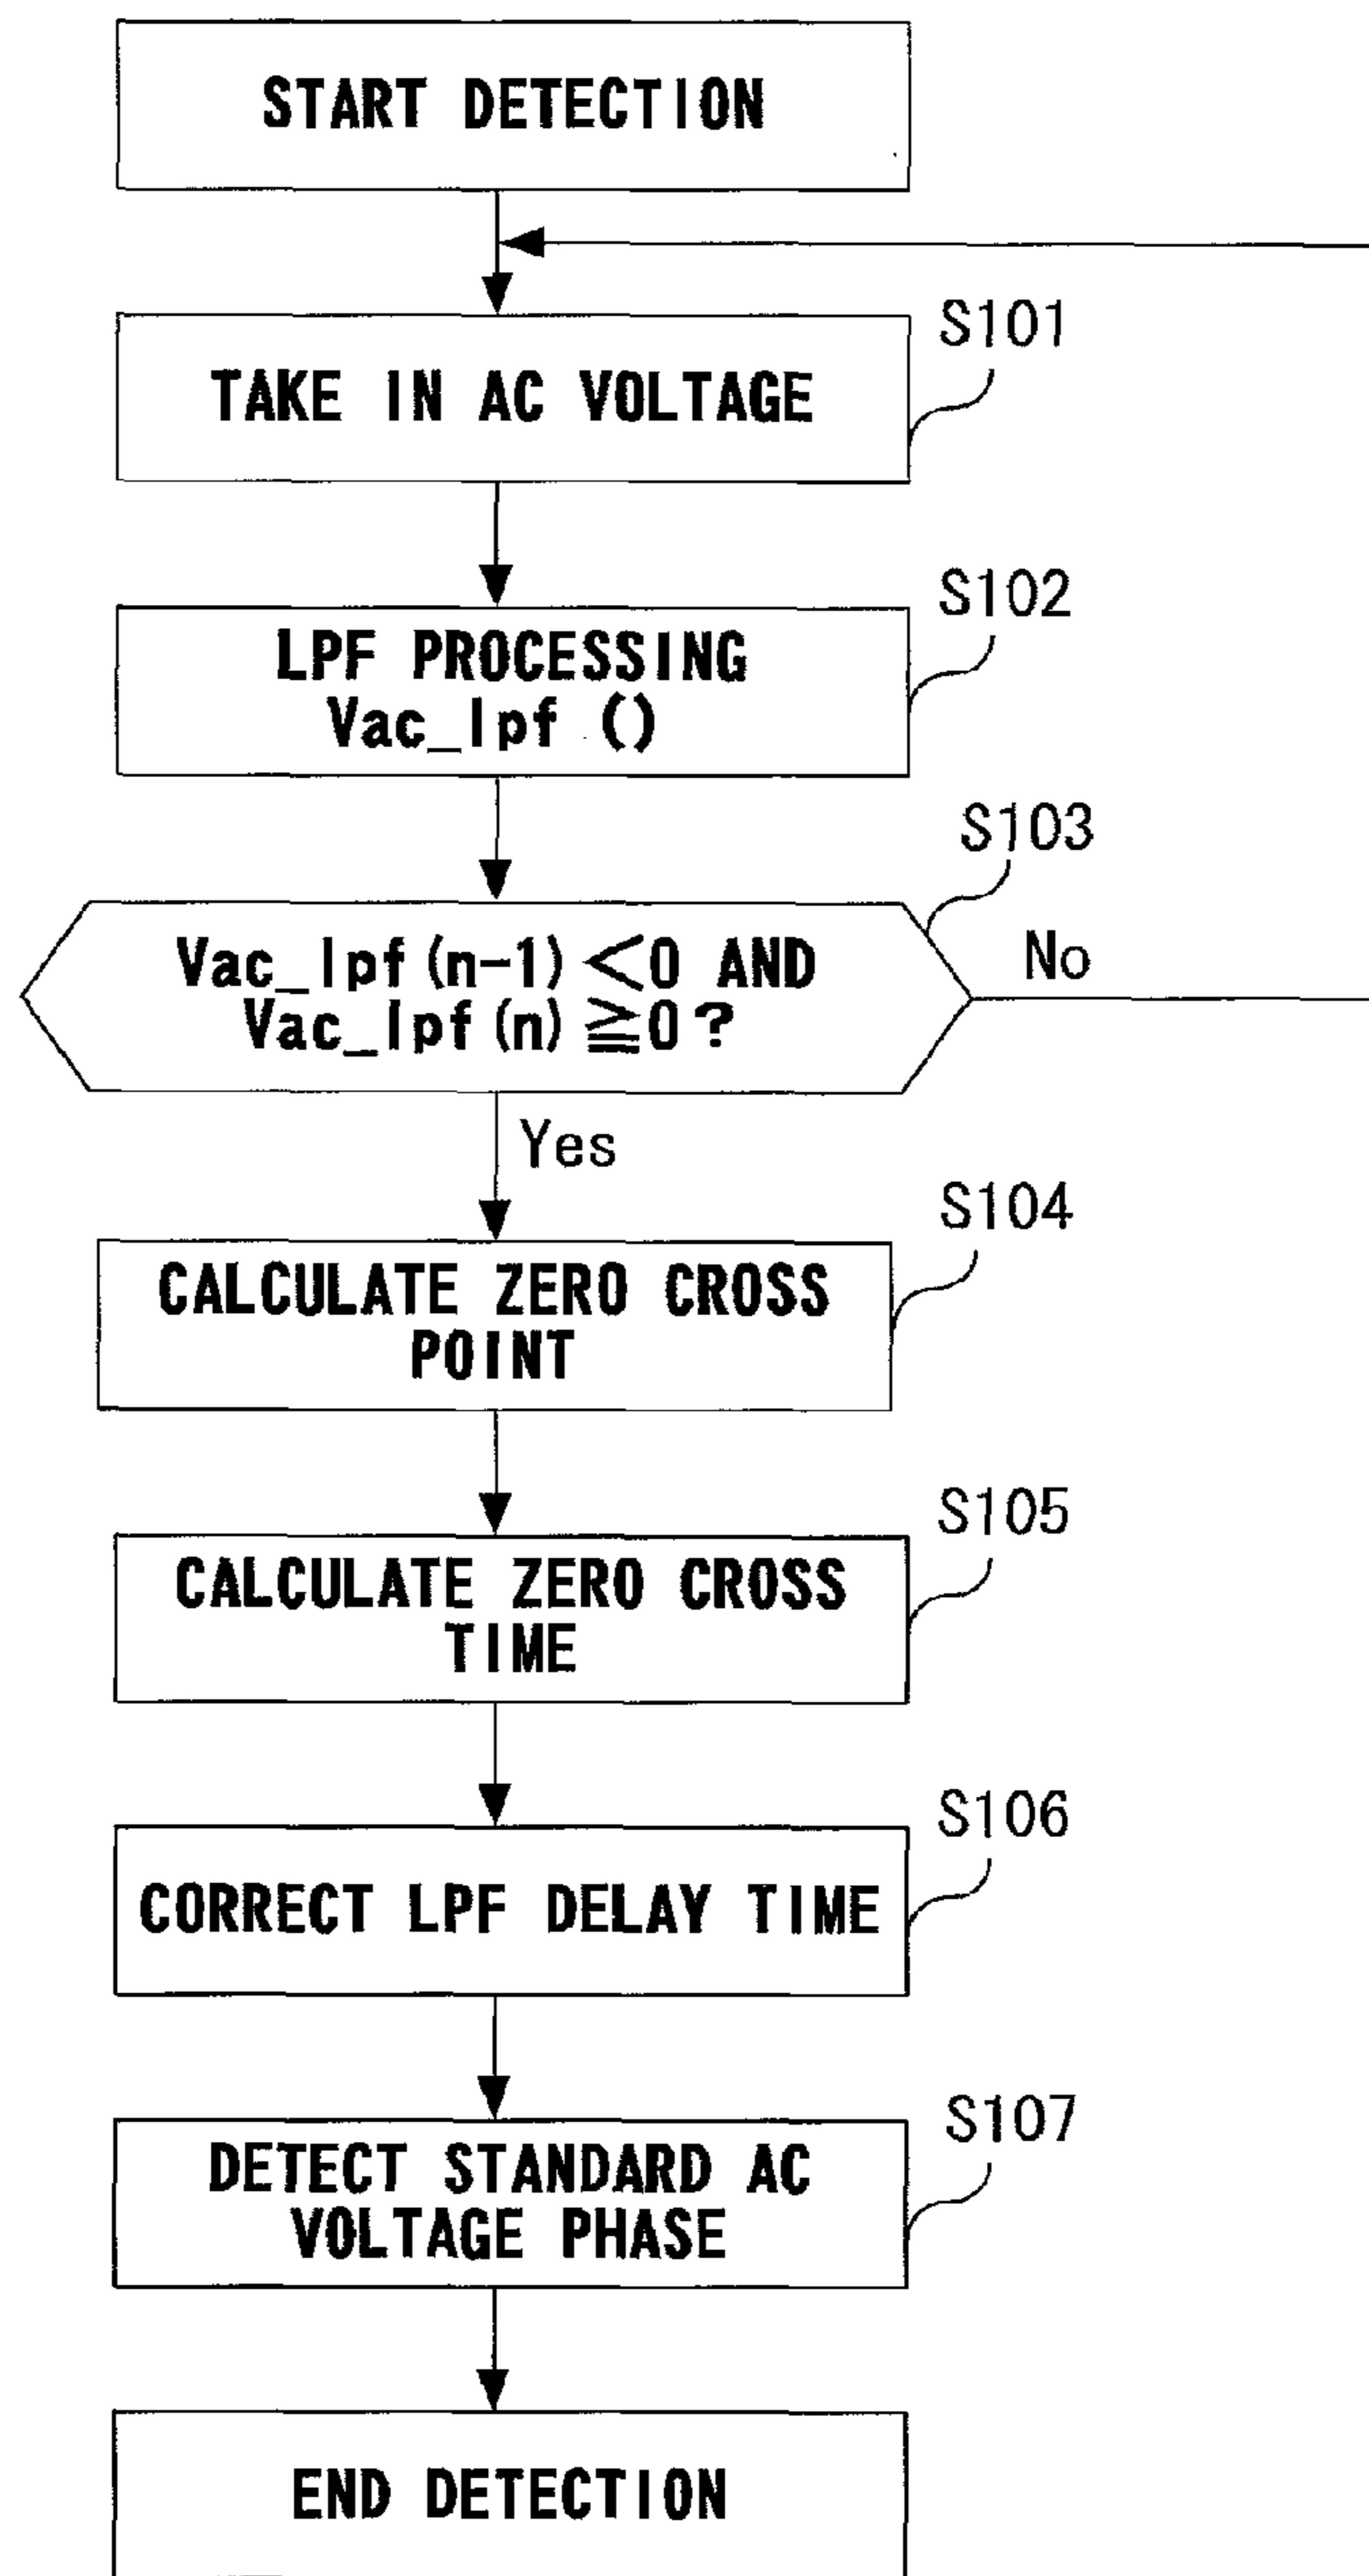 START DETECTION
S101
TAKE IN AC VOLTAGE
S102
LPF PROCESSING
Vac_lpf ()
S103
Vac_lpf(n-1)<0 AND
Vac_lpf(n)≧0?
No
Yes
S104
CALCULATE ZERO CROSS
POINT
S105
CALCULATE ZERO CROSS
TIME
S106
CORRECT LPF DELAY TIME
S107
DETECT STANDARD AC
VOLTAGE PHASE
END DETECTION